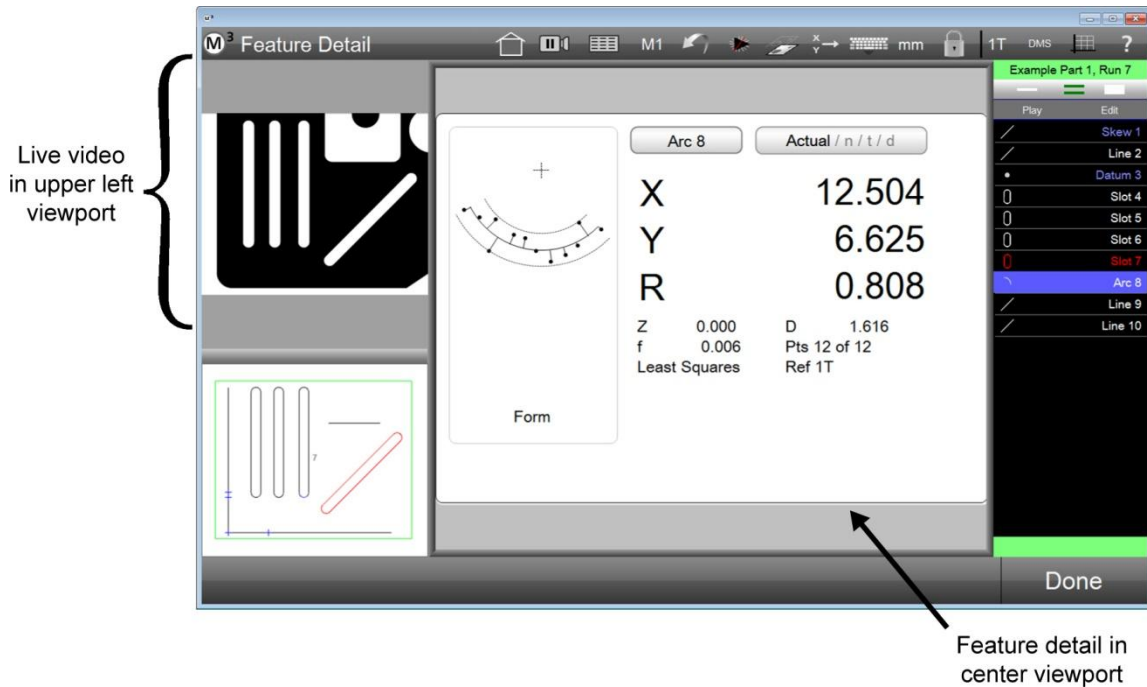 M³ Feature Detail
M1
X
Y
mm
1T
DMS
?
Live video
in upper left
viewport
7
Arc 8
Actual / n / t / d
X 12.504
Y 6.625
R 0.808
Z 0.000 D 1.616
f 0.006 Pts 12 of 12
Least Squares Ref 1T
Form
Example Part 1, Run 7
Play Edit
Skew 1
Line 2
Datum 3
Slot 4
Slot 5
Slot 6
Slot 7
Arc 8
Line 9
Line 10
Done
Feature detail in
center viewport